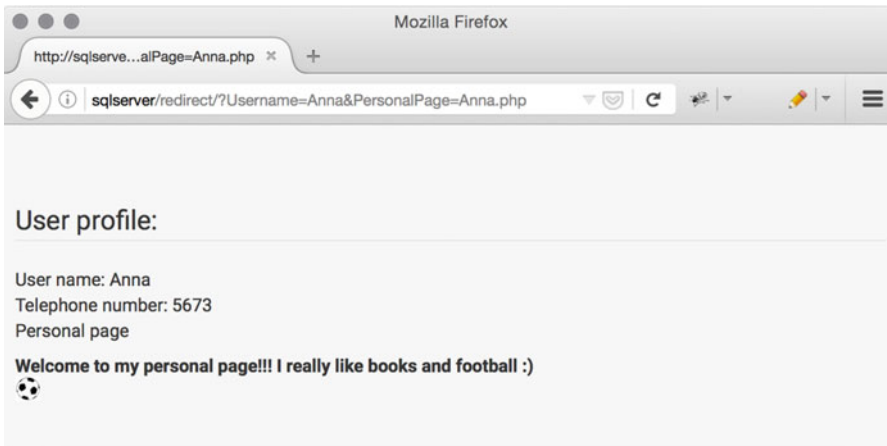 Mozilla Firefox
http://sqlserve...alPage=Anna.php
sqlserver/redirect/?Username=Anna&PersonalPage=Anna.php
User profile:
User name: Anna
Telephone number: 5673
Personal page
Welcome to my personal page!!! I really like books and football :)